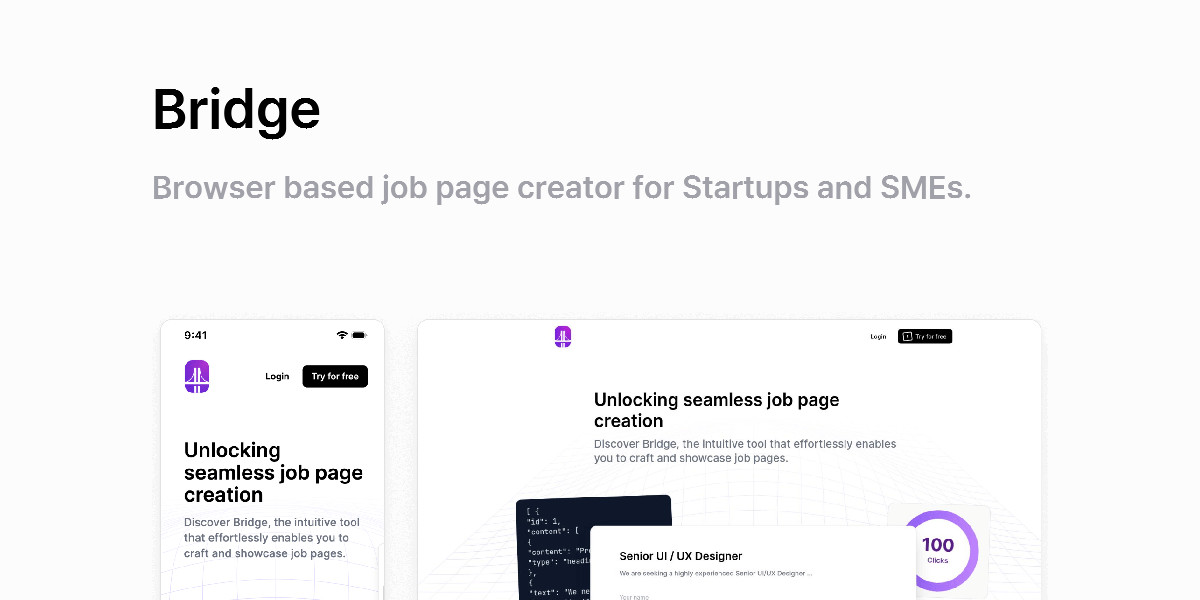 Bridge
Browser based job page creator for Startups and SMEs.
9:41
Login
Try for free
Unlocking
seamless job page
creation
Discover Bridge, the intuitive tool
that effortlessly enables you to
craft and showcase job pages.
Login
Try for free
Unlocking seamless job page
creation
Discover Bridge, the intuitive tool that effortlessly enables
you to craft and showcase job pages.
[ {
"id": 1,
"content": [
{
"content": "Pr
"type": "headi
},
{
"text": "We ne
Senior UI / UX Designer
We are seeking a highly experienced Senior UI/UX Designer ...
Your name
100
Clicks